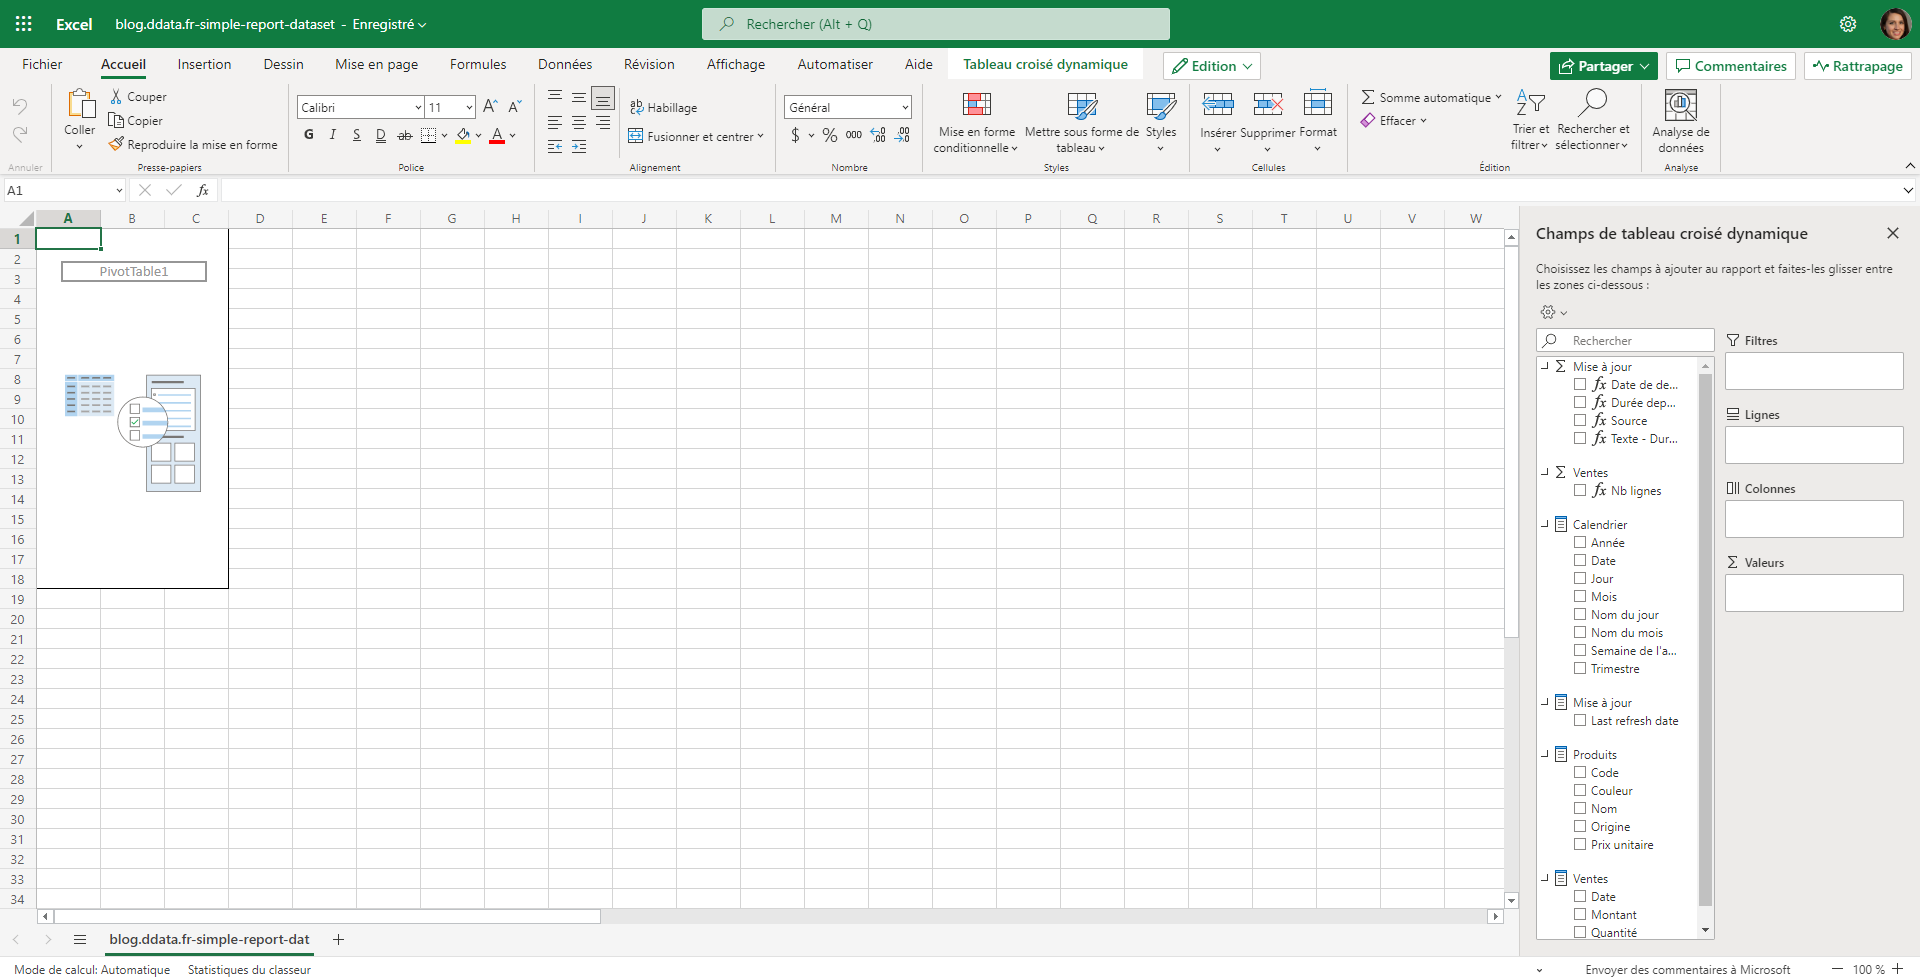 Excel blog.ddata.fr-simple-report-dataset - Enregistré
Rechercher (Alt + Q)
Fichier Accueil Insertion Dessin Mise en page Formules Données Révision Affichage Automatiser Aide Tableau croisé dynamique Edition Partager Commentaires Rattrapage
Coller
Couper
Copier
Reproduire la mise en forme
Annuler
Presse-papiers
Calibri 11 A A
G I S D ab A
Police
ab Habillage
Fusionner et centrer
Alignement
Général
$ % 000
Nombre
Mise en forme
conditionnelle
Mettre sous forme de
tableau
Styles
Styles
Insérer Supprimer Format
Cellules
Somme automatique
Effacer
Trier et
filtrer
Rechercher et
sélectionner
Édition
Analyse de
données
Analyse
A1 fx
A B C D E F G H I J K L M N O P Q R S T U V W
1
2
3
4
5
6
7
8
9
10
11
12
13
14
15
16
17
18
19
20
21
22
23
24
25
26
27
28
29
30
31
32
33
34
PivotTable1
Champs de tableau croisé dynamique
Choisissez les champs à ajouter au rapport et faites-les glisser entre
les zones ci-dessous :
Rechercher
Σ Mise à jour
fx Date de de...
fx Durée dep...
fx Source
fx Texte - Dur...
Σ Ventes
fx Nb lignes
Calendrier
Année
Date
Jour
Mois
Nom du jour
Nom du mois
Semaine de l'a...
Trimestre
Mise à jour
Last refresh date
Produits
Code
Couleur
Nom
Origine
Prix unitaire
Ventes
Date
Montant
Quantité
Filtres
Lignes
Colonnes
Σ Valeurs
blog.ddata.fr-simple-report-dat
Mode de calcul: Automatique Statistiques du classeur
Envoyer des commentaires à Microsoft 100 %